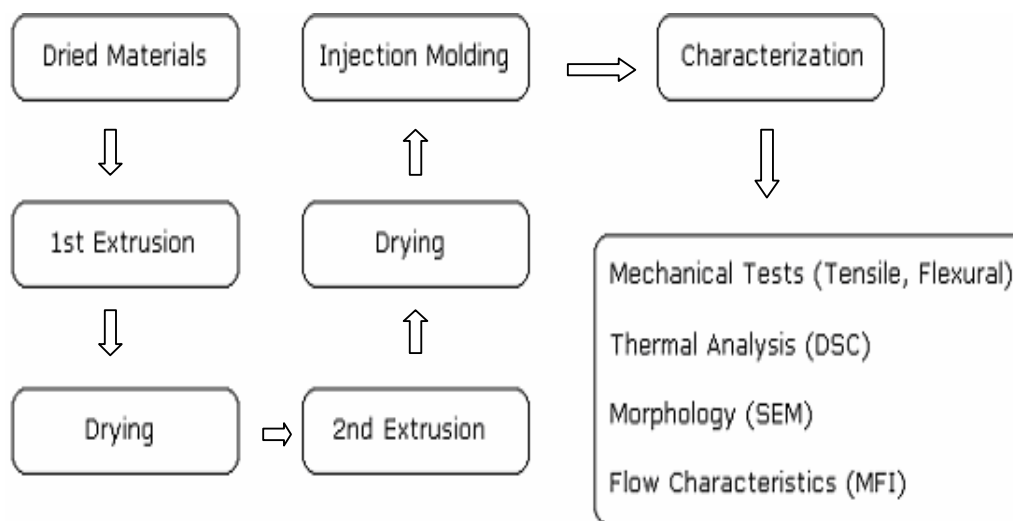 Dried Materials
1st Extrusion
Drying
2nd Extrusion
Drying
Injection Molding
Characterization
Mechanical Tests (Tensile, Flexural)
Thermal Analysis (DSC)
Morphology (SEM)
Flow Characteristics (MFI)